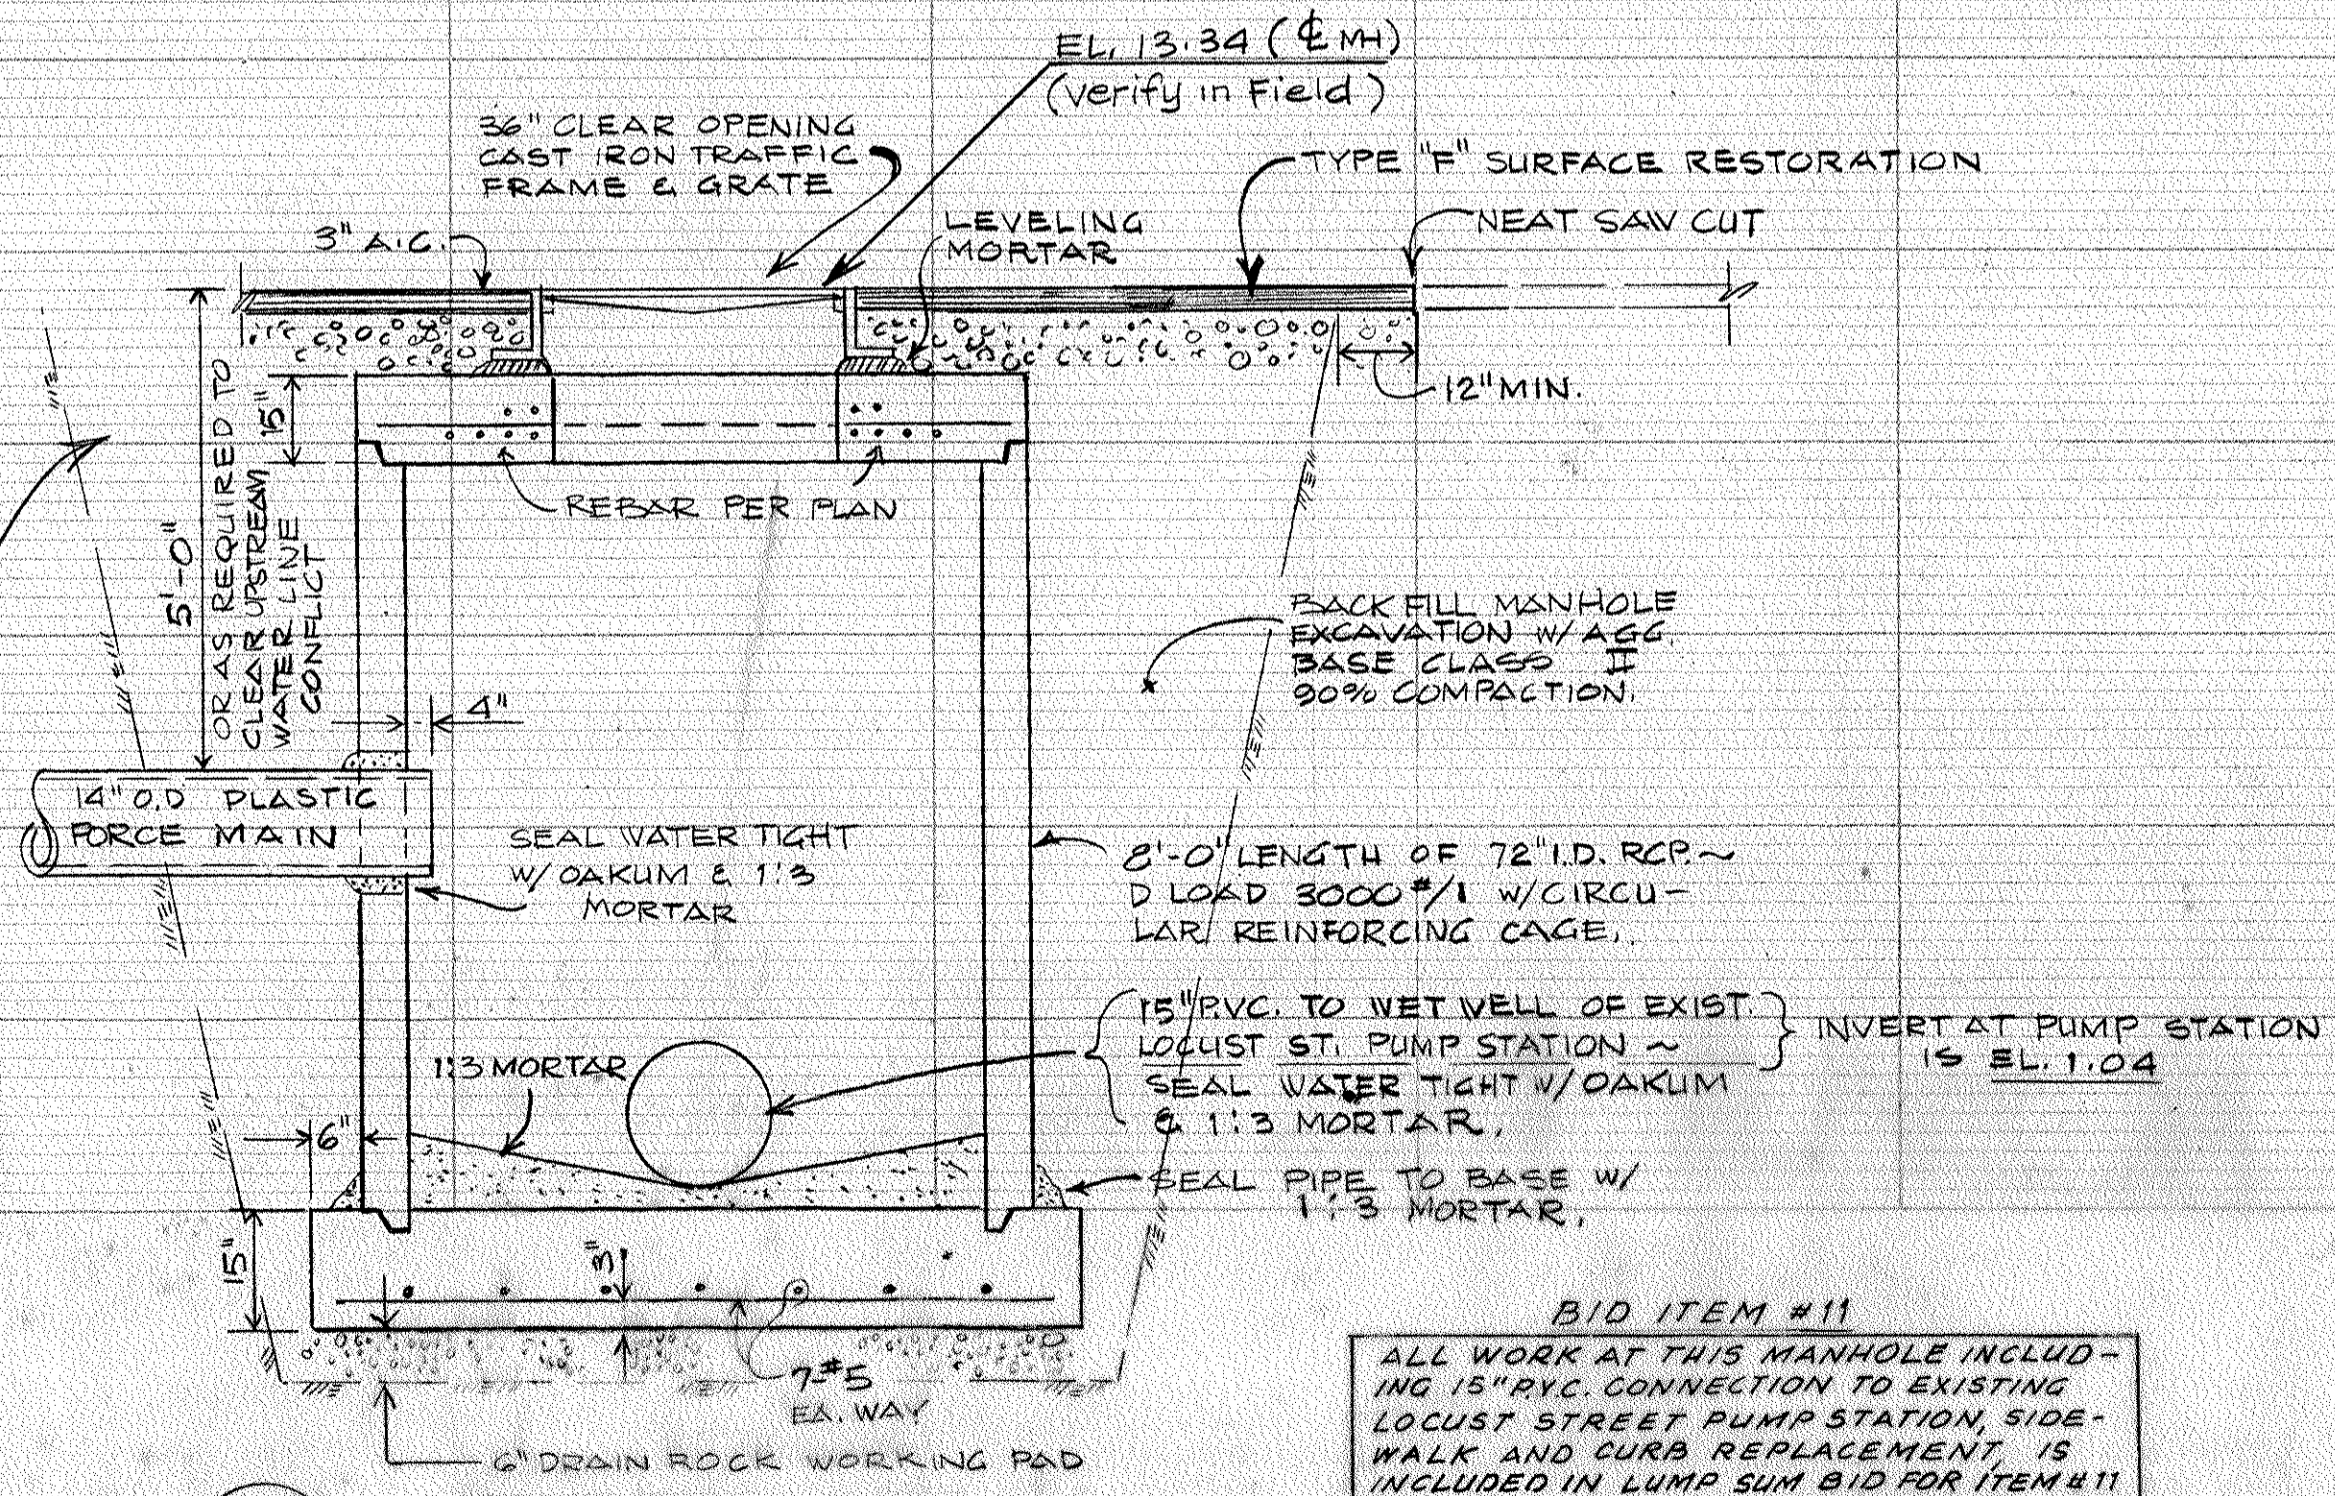 EL. 13.34 (℄ MH)
(verify in Field)
36" CLEAR OPENING
CAST IRON TRAFFIC
FRAME & GRATE
TYPE "F" SURFACE RESTORATION
LEVELING
MORTAR
NEAT SAW CUT
3" A.C.
12" MIN.
15"
5'-0"
OR AS REQUIRED TO
CLEAR UPSTREAM
WATER LINE
CONFLICT
REBAR PER PLAN
BACK FILL MANHOLE
EXCAVATION W/ AGG.
BASE CLASS II
90% COMPACTION.
4"
14" O.D PLASTIC
FORCE MAIN
SEAL WATER TIGHT
W/ OAKUM & 1:3
MORTAR
8'-0" LENGTH OF 72" I.D. RCP. ~
D LOAD 3000 #/1 W/ CIRCU-
LAR REINFORCING CAGE.
15" P.V.C. TO WET WELL OF EXIST.
LOCUST ST. PUMP STATION ~
SEAL WATER TIGHT W/ OAKUM
& 1:3 MORTAR.
INVERT AT PUMP STATION
IS EL. 1.04
1:3 MORTAR
6"
SEAL PIPE TO BASE W/
1:3 MORTAR.
15"
3"
7 #5
EA. WAY
6" DRAIN ROCK WORKING PAD
BID ITEM #11
ALL WORK AT THIS MANHOLE INCLUD-
ING 15" P.V.C. CONNECTION TO EXISTING
LOCUST STREET PUMP STATION, SIDE-
WALK AND CURB REPLACEMENT, IS
INCLUDED IN LUMP SUM BID FOR ITEM #11